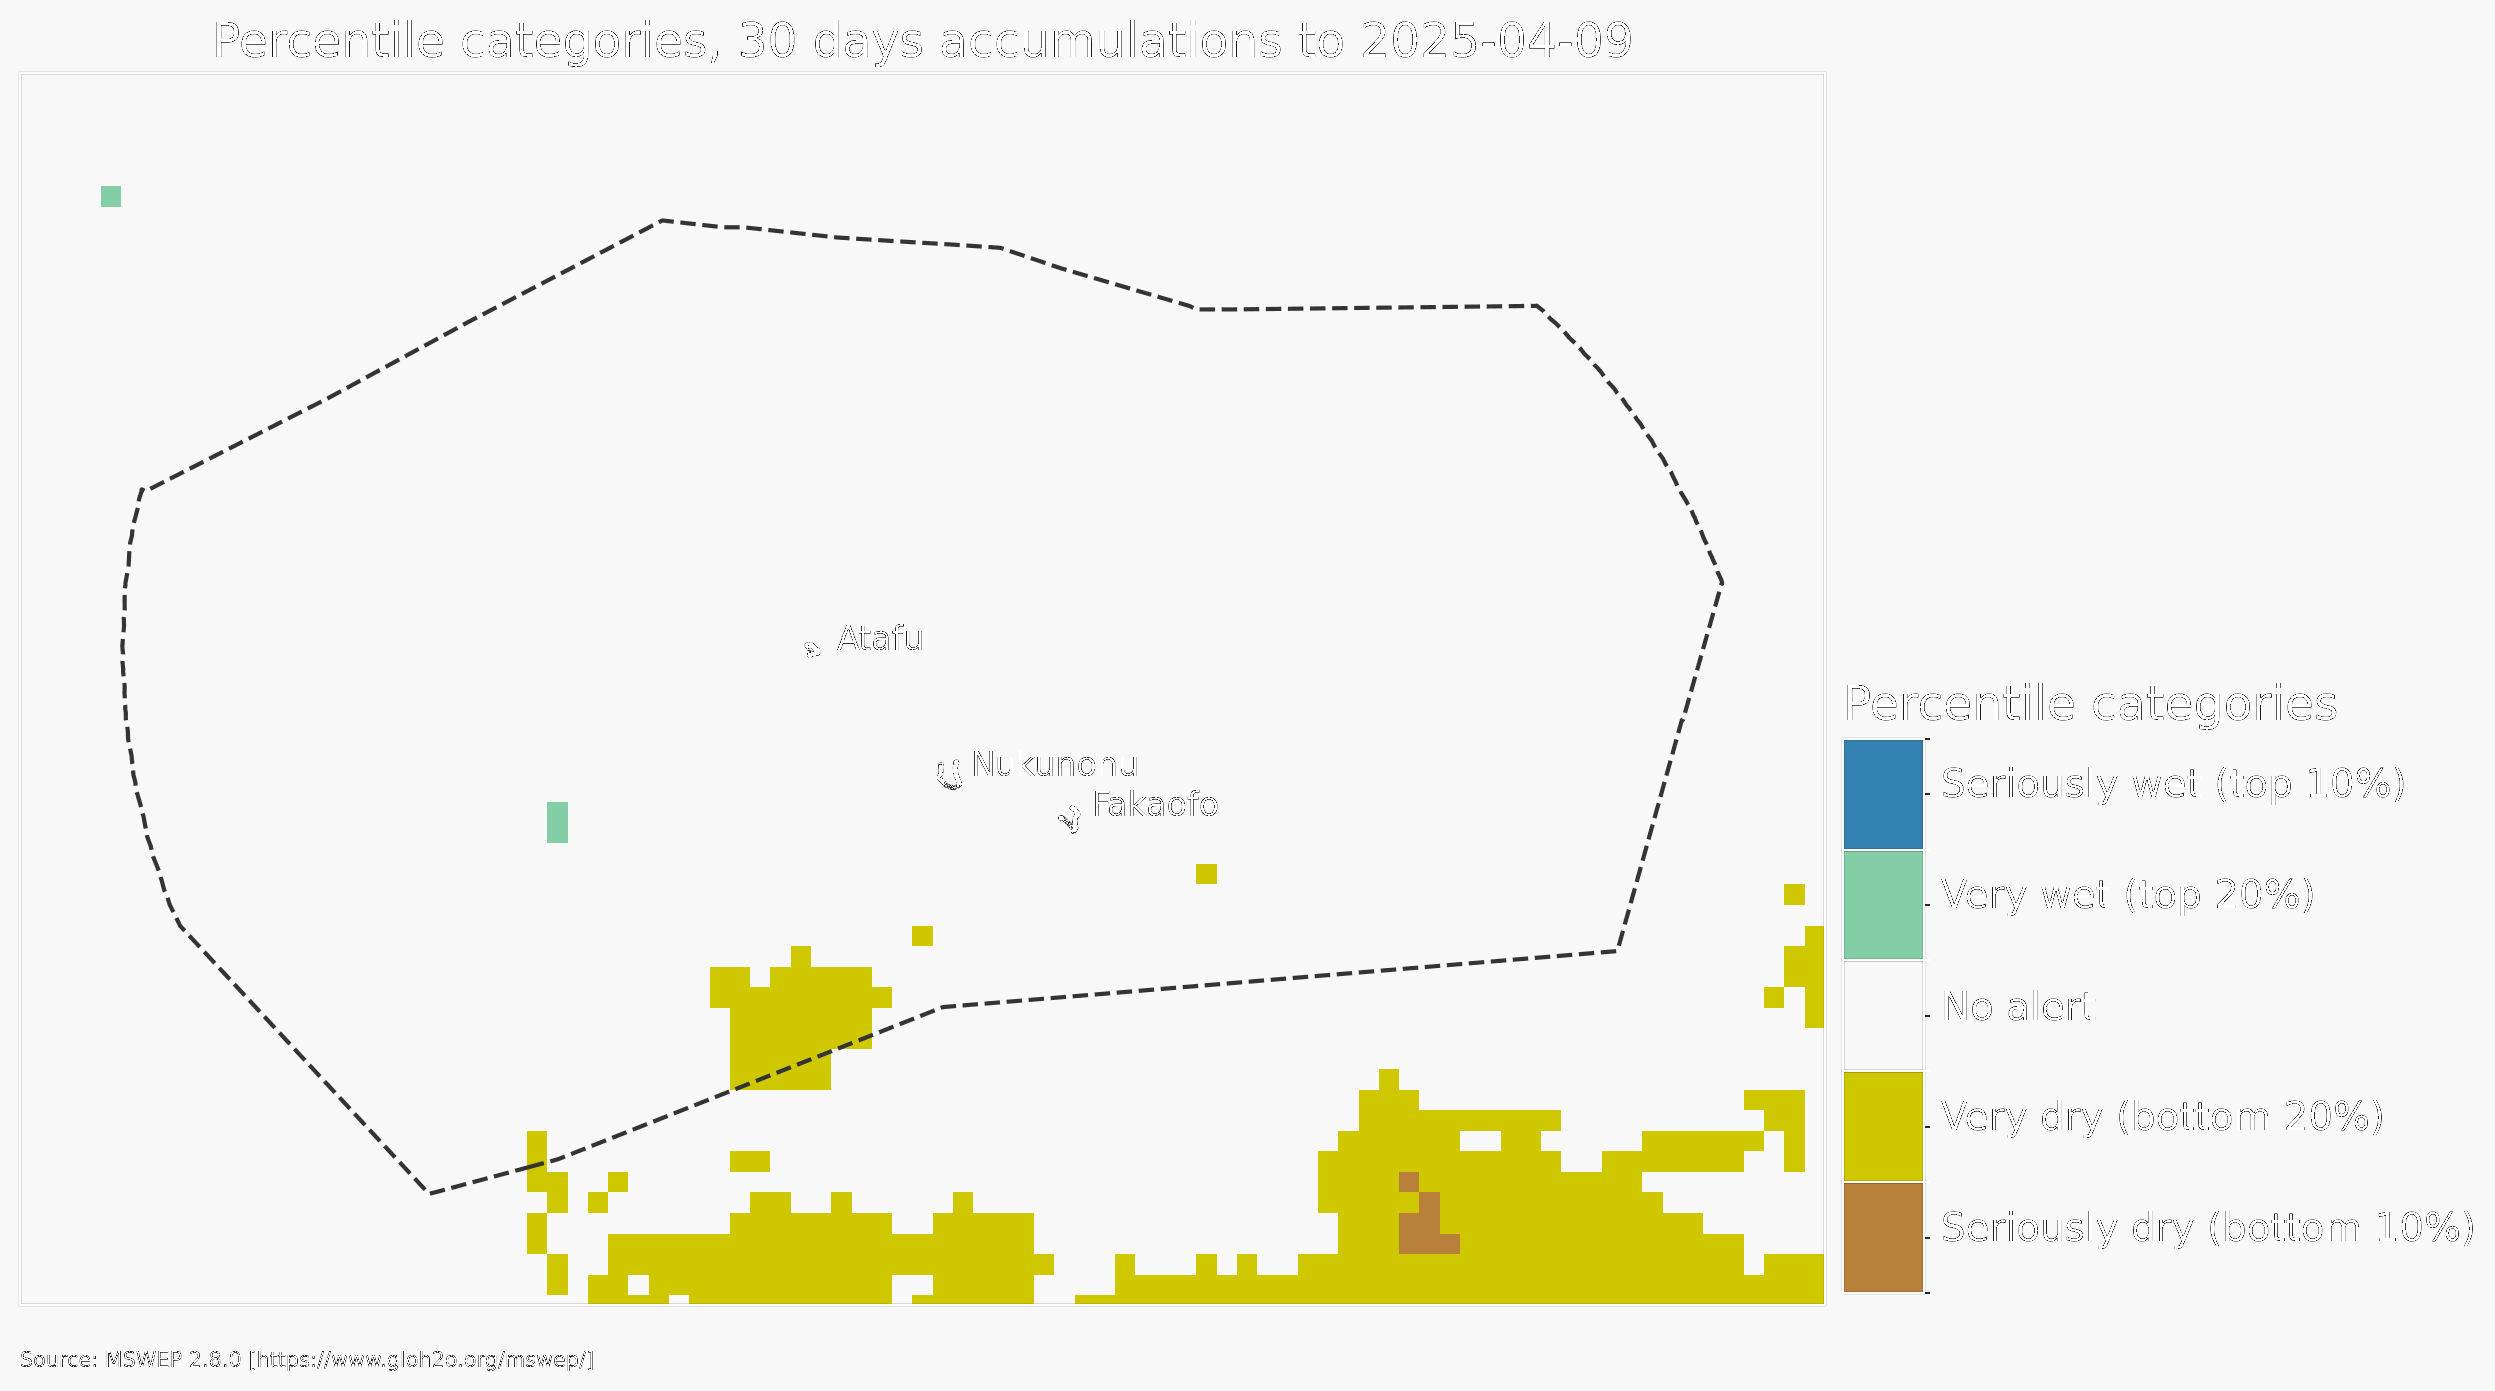 Percentile categories, 30 days accumulations to 2025-04-09
Atafu
Nukunonu
Fakaofo
Percentile categories
Seriously wet (top 10%)
Very wet (top 20%)
No alert
Very dry (bottom 20%)
Seriously dry (bottom 10%)
Source: MSWEP 2.8.0 [https://www.gloh2o.org/mswep/]